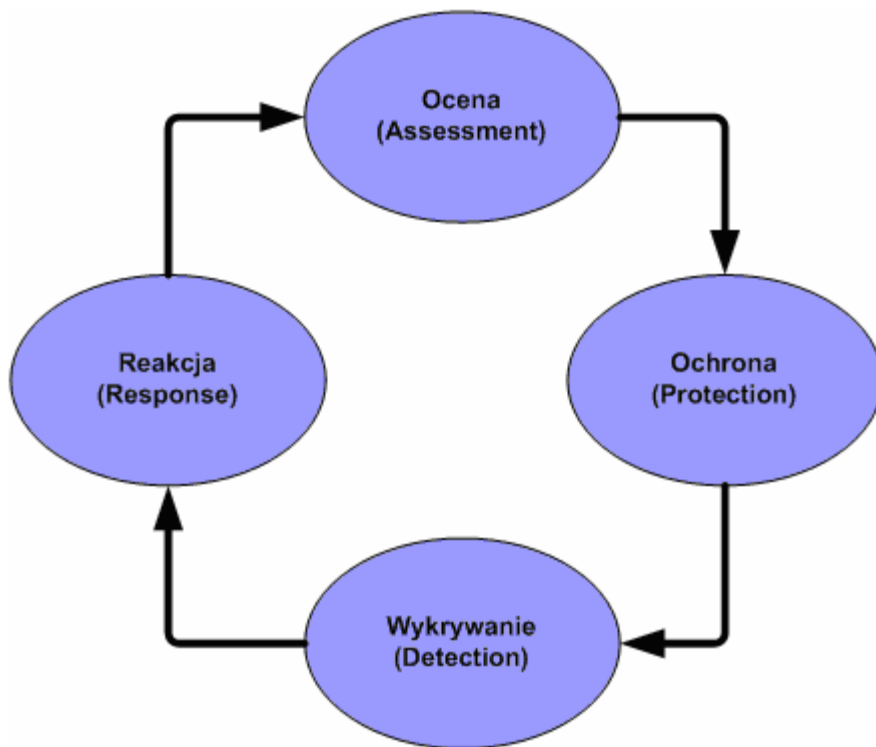 Ocena
(Assessment)
Reakcja
(Response)
Ochrona
(Protection)
Wykrywanie
(Detection)